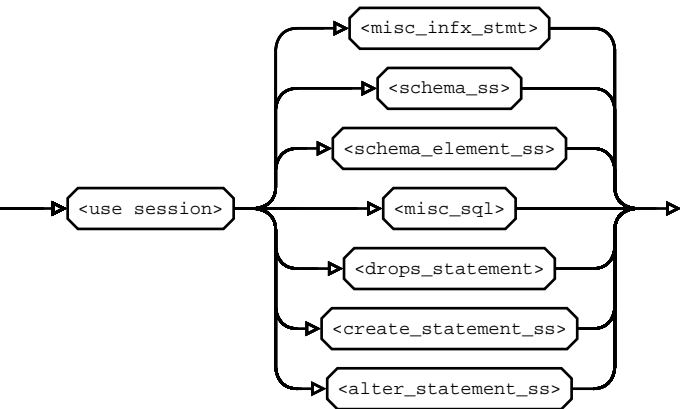 <misc_infx_stmt>
<schema_ss>
<schema_element_ss>
<use session>
<misc_sql>
<drops_statement>
<create_statement_ss>
<alter_statement_ss>